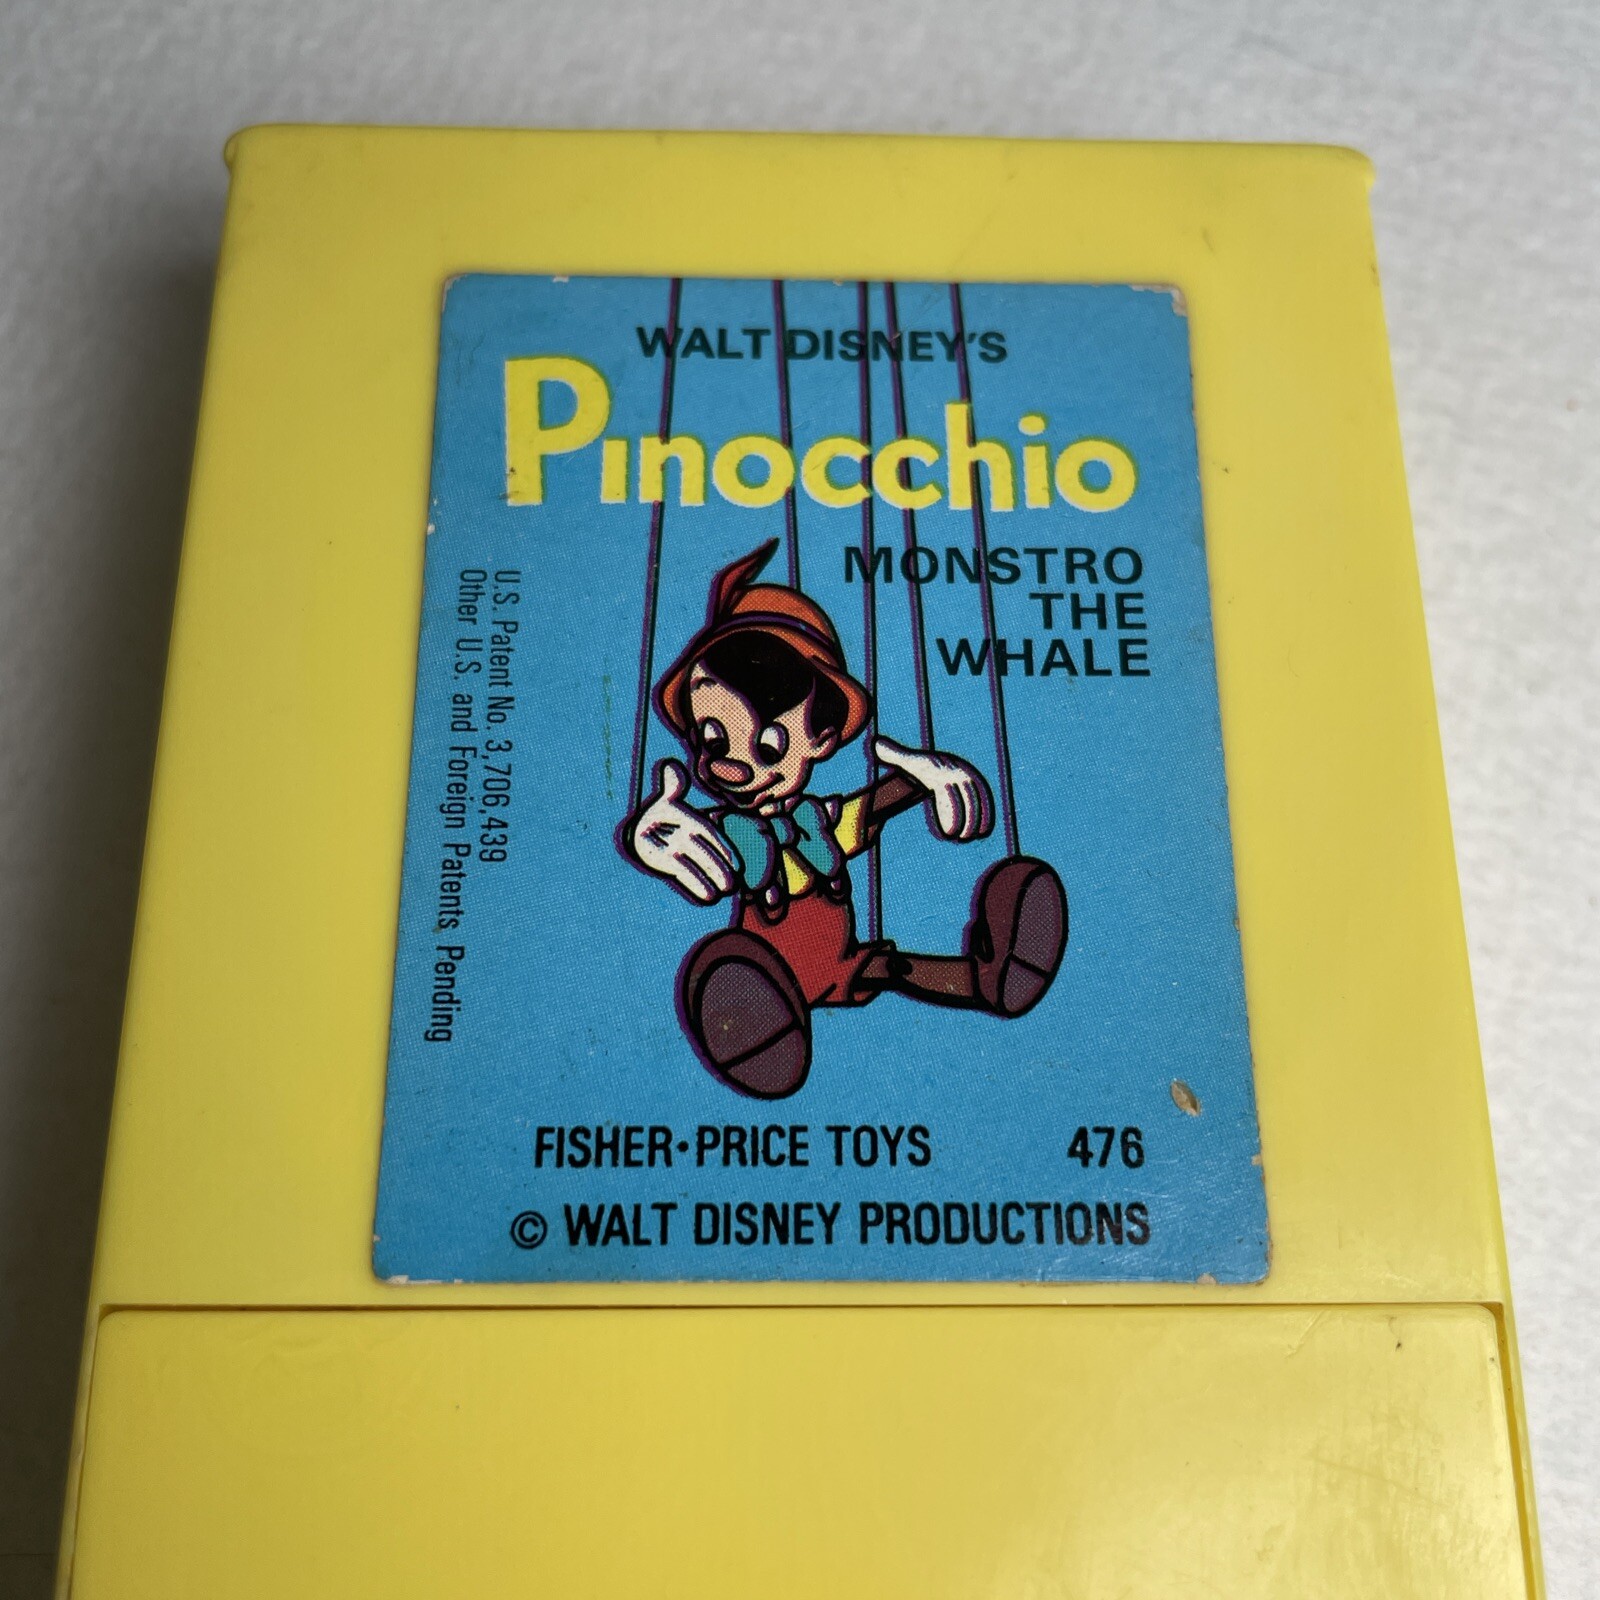 WALT DISNEY'S
Pinocchio
MONSTRO
THE
WHALE
U.S. Patent No. 3,706,439
Other U.S. and Foreign Patents Pending
FISHER·PRICE TOYS 476
© WALT DISNEY PRODUCTIONS